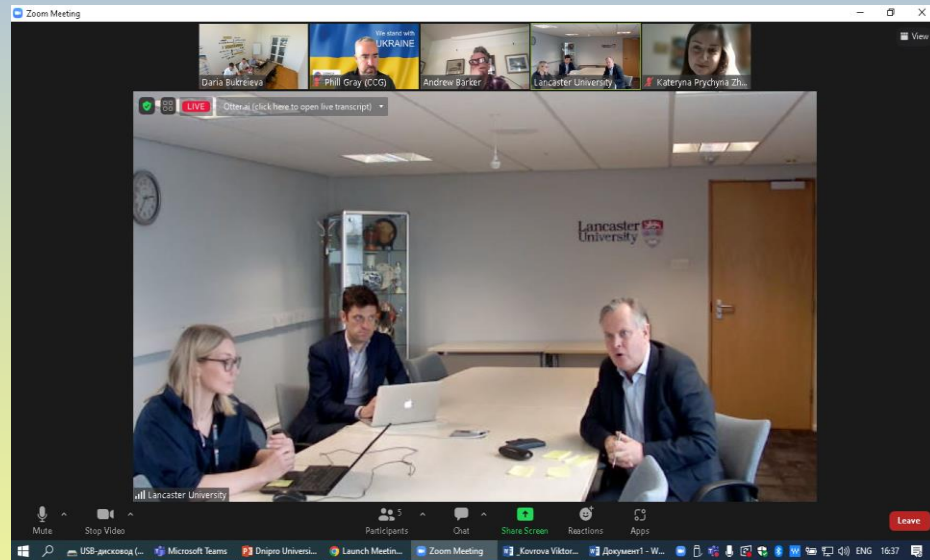 Zoom Meeting
View
We stand with
UKRAINE
Daria Bukreieva
Phill Gray (CCG)
Andrew Barker
Lancaster University
Kateryna Prychyna Zh...
LIVE
Otter.ai (click here to open live transcript)
Lancaster
University
Lancaster University
Mute
Stop Video
5
Participants
Chat
Share Screen
Reactions
Apps
Leave
USB-дисковод (...
Microsoft Teams
Dnipro Universi...
Launch Meetin...
Zoom Meeting
_Kovrova Viktor...
Документ1 - W...
ENG
16:37